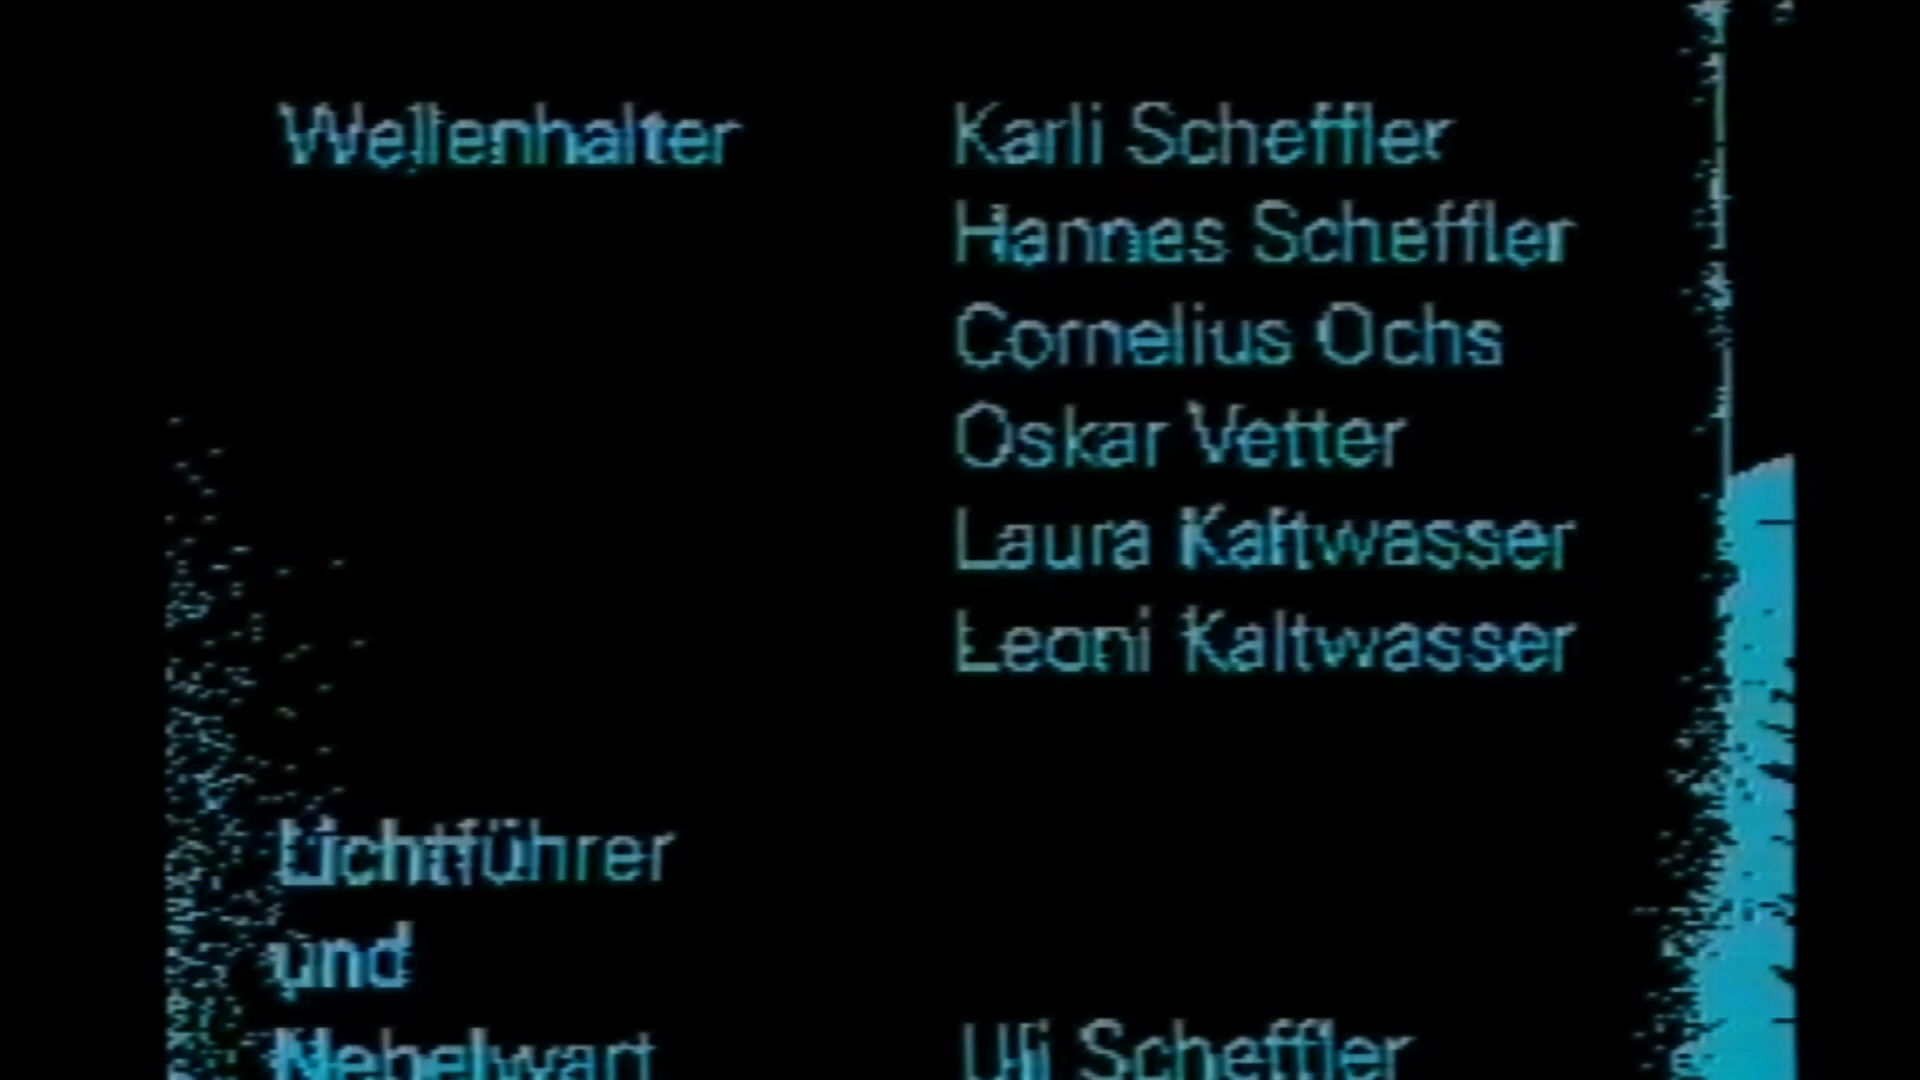 Wellenhalter Karli Scheffler
Hannes Scheffler
Cornelius Ochs
Oskar Vetter
Laura Kaltwasser
Leoni Kaltwasser
Lichtführer
und
Nebelwart Uli Scheffler